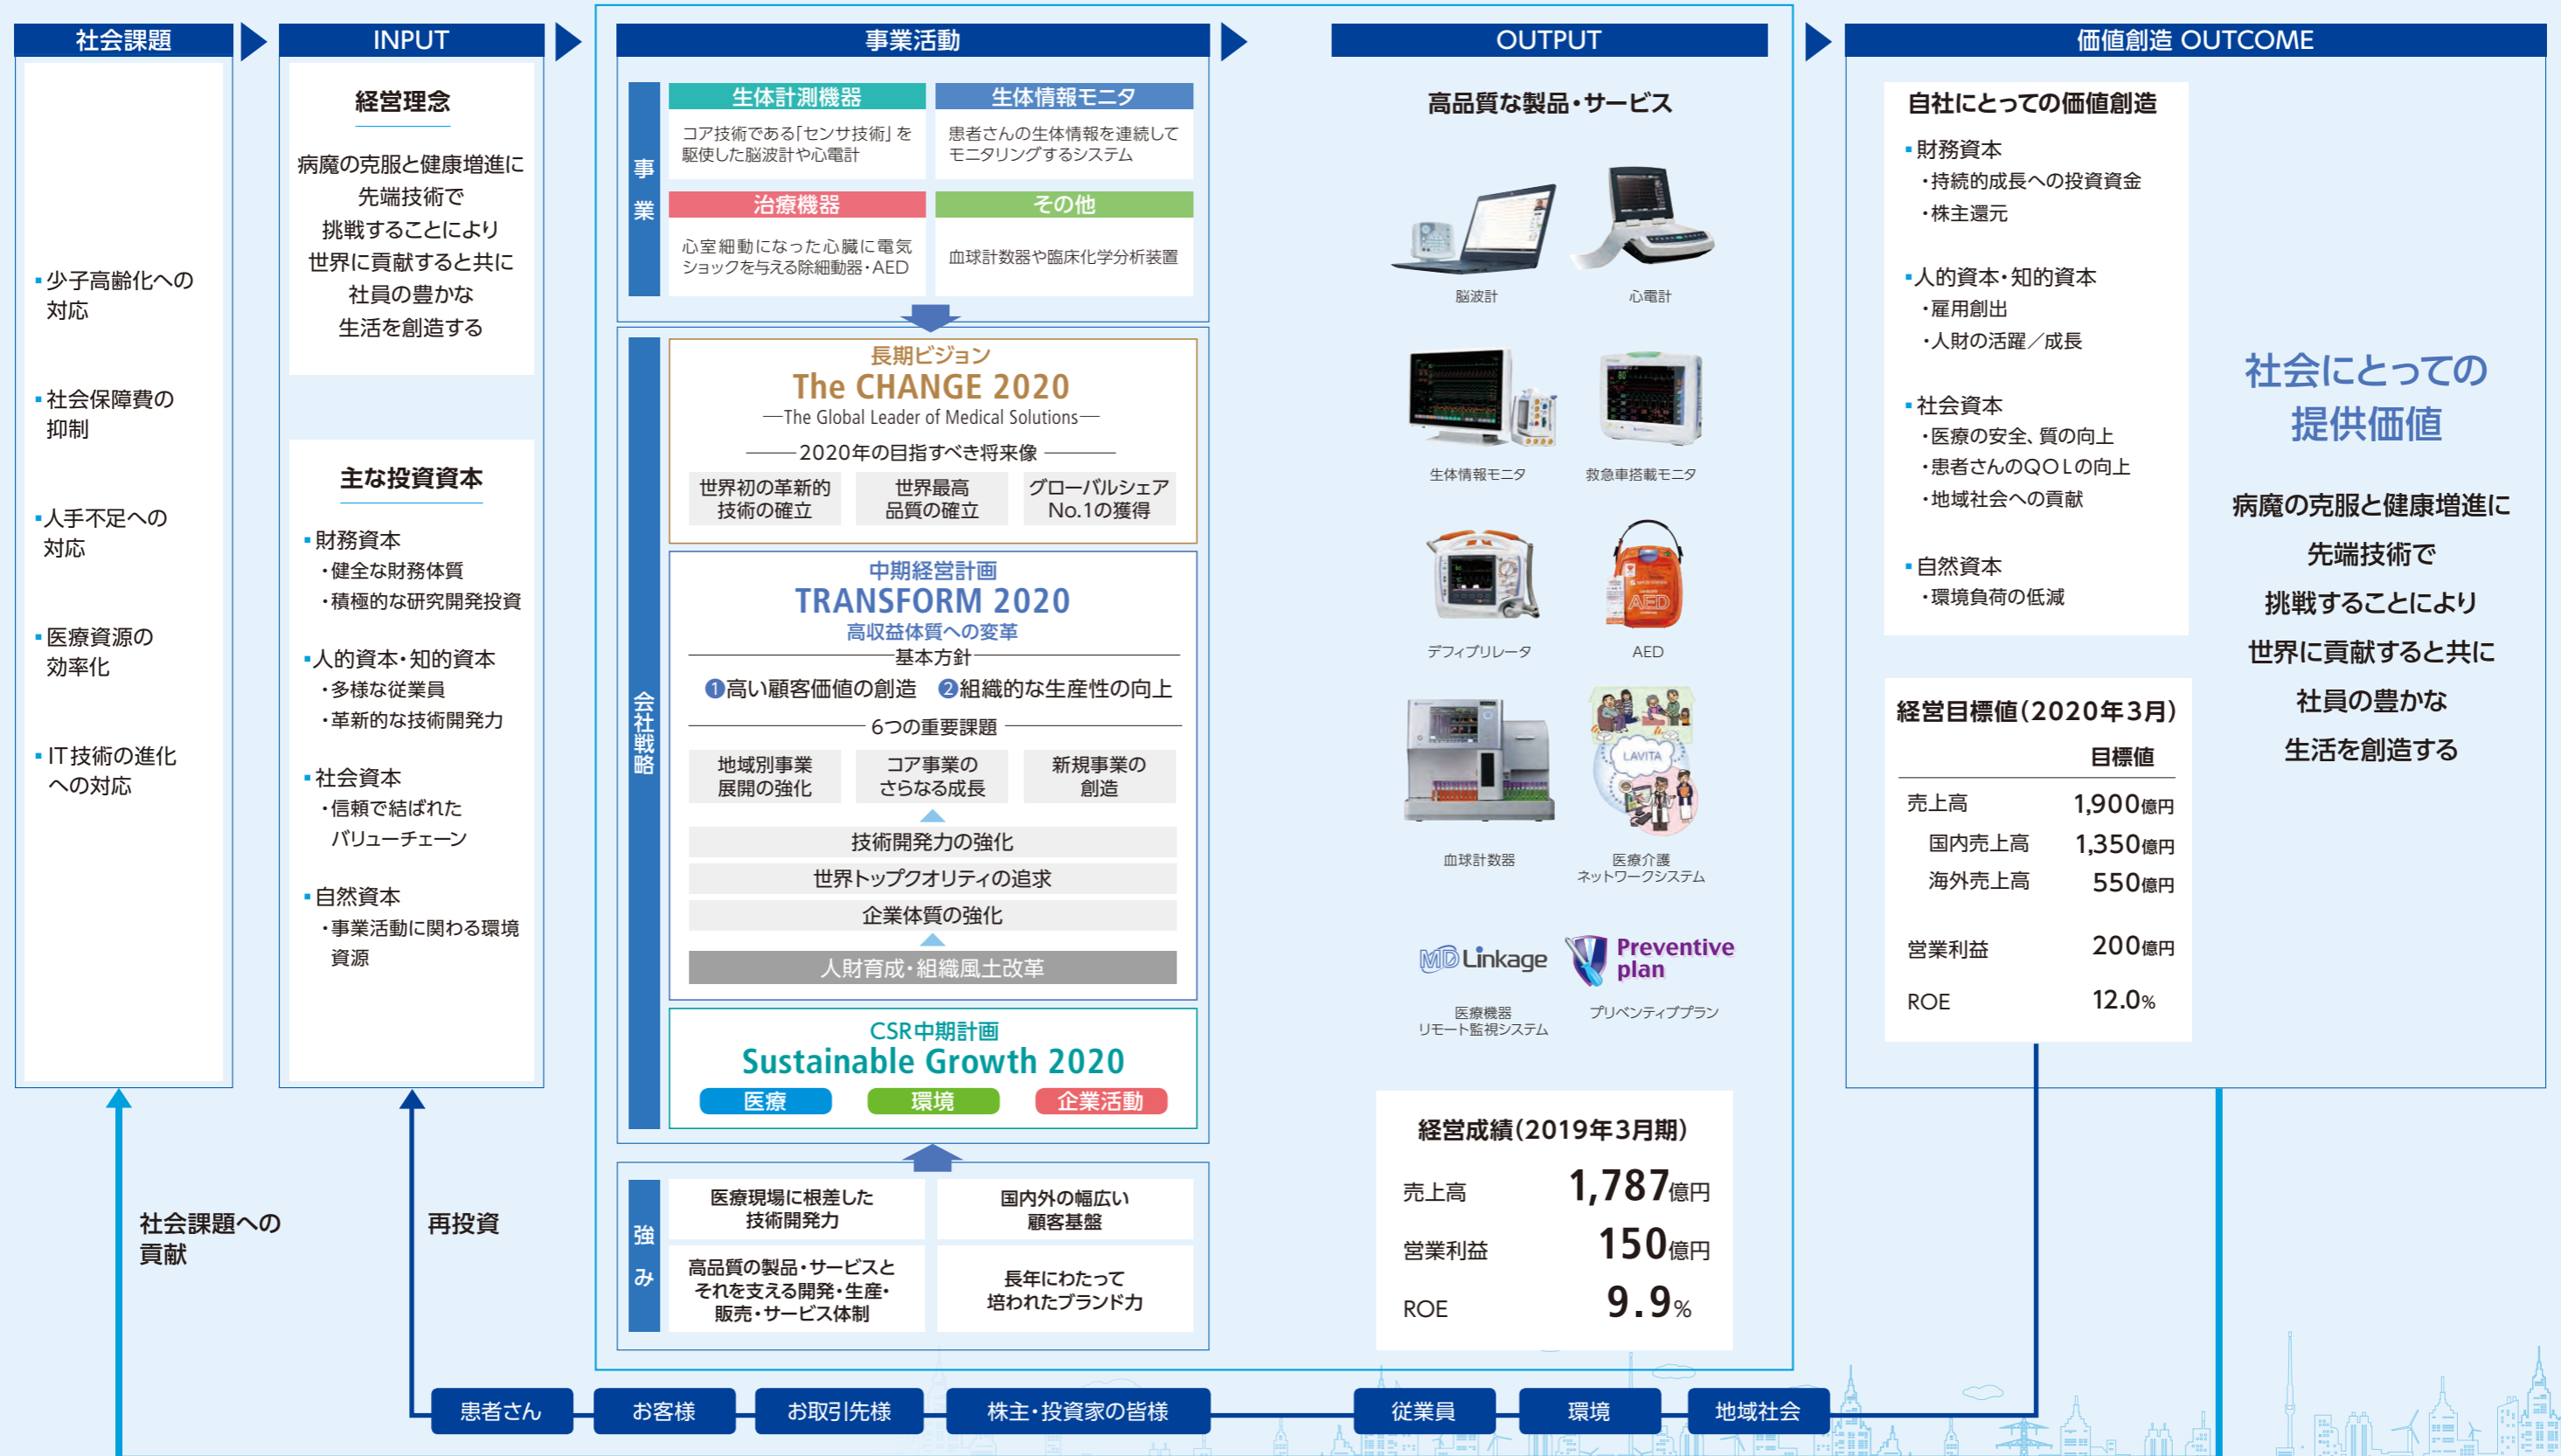 社会課題
INPUT
事業活動
OUTPUT
価値創造 OUTCOME
▪少子高齢化への
対応
▪社会保障費の
抑制
▪人手不足への
対応
▪医療資源の
効率化
▪IT技術の進化
への対応
経営理念
病魔の克服と健康増進に
先端技術で
挑戦することにより
世界に貢献すると共に
社員の豊かな
生活を創造する
主な投資資本
▪財務資本
・健全な財務体質
・積極的な研究開発投資
▪人的資本・知的資本
・多様な従業員
・革新的な技術開発力
▪社会資本
・信頼で結ばれた
バリューチェーン
▪自然資本
・事業活動に関わる環境
資源
事業
生体計測機器
コア技術である「センサ技術」を
駆使した脳波計や心電計
生体情報モニタ
患者さんの生体情報を連続して
モニタリングするシステム
治療機器
心室細動になった心臓に電気
ショックを与える除細動器・AED
その他
血球計数器や臨床化学分析装置
会社戦略
長期ビジョン
The CHANGE 2020
—The Global Leader of Medical Solutions—
2020年の目指すべき将来像
世界初の革新的
技術の確立
世界最高
品質の確立
グローバルシェア
No.1の獲得
中期経営計画
TRANSFORM 2020
高収益体質への変革
基本方針
❶高い顧客価値の創造 ❷組織的な生産性の向上
6つの重要課題
地域別事業
展開の強化
コア事業の
さらなる成長
新規事業の
創造
技術開発力の強化
世界トップクオリティの追求
企業体質の強化
人財育成・組織風土改革
CSR中期計画
Sustainable Growth 2020
医療
環境
企業活動
強み
医療現場に根差した
技術開発力
国内外の幅広い
顧客基盤
高品質の製品・サービスと
それを支える開発・生産・
販売・サービス体制
長年にわたって
培われたブランド力
高品質な製品・サービス
脳波計
心電計
生体情報モニタ
救急車搭載モニタ
AED
デフィブリレータ
AED
LAVITA
血球計数器
医療介護
ネットワークシステム
MD Linkage
Preventive
plan
医療機器
リモート監視システム
プリベンティブプラン
経営成績(2019年3月期)
売上高 1,787億円
営業利益 150億円
ROE 9.9%
自社にとっての価値創造
▪財務資本
・持続的成長への投資資金
・株主還元
▪人的資本・知的資本
・雇用創出
・人財の活躍／成長
▪社会資本
・医療の安全、質の向上
・患者さんのQOLの向上
・地域社会への貢献
▪自然資本
・環境負荷の低減
経営目標値(2020年3月)
目標値
売上高 1,900億円
国内売上高 1,350億円
海外売上高 550億円
営業利益 200億円
ROE 12.0%
社会にとっての
提供価値
病魔の克服と健康増進に
先端技術で
挑戦することにより
世界に貢献すると共に
社員の豊かな
生活を創造する
社会課題への
貢献
再投資
患者さん
お客様
お取引先様
株主・投資家の皆様
従業員
環境
地域社会